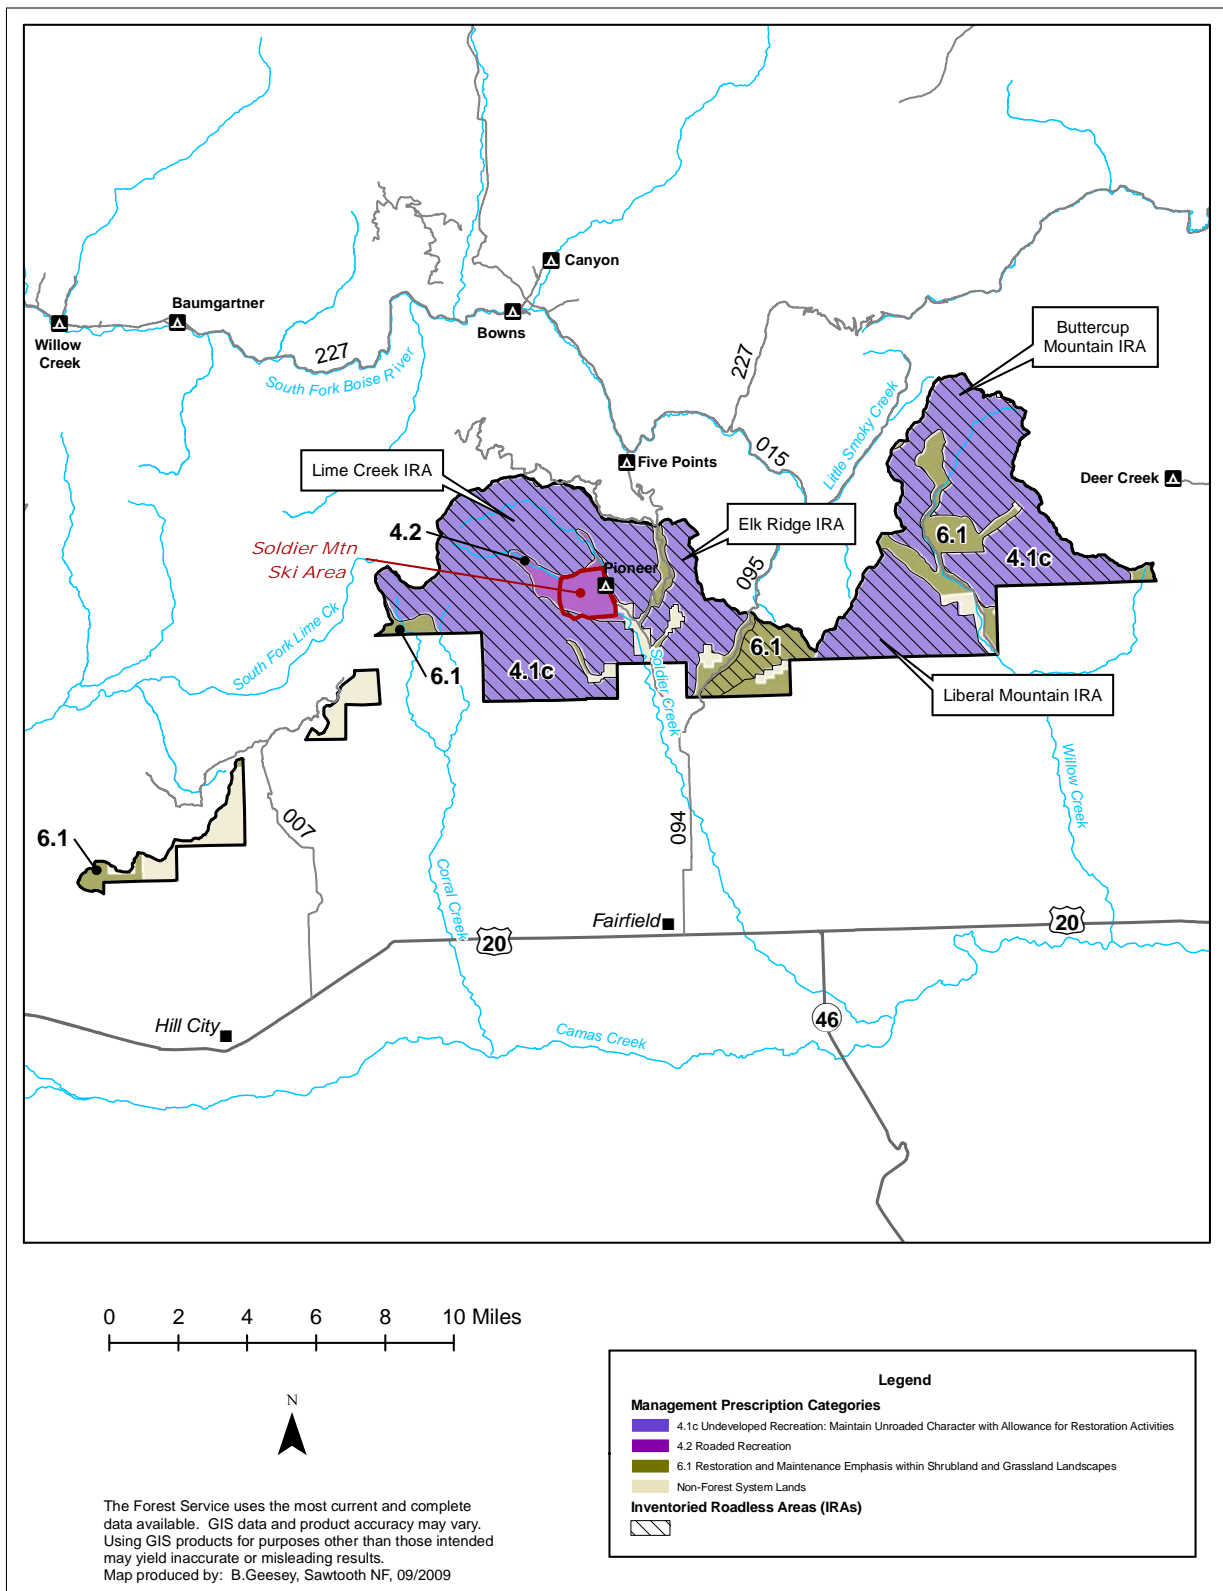 Canyon
Baumgartner
Willow
Creek
Bowns
227
South Fork Boise River
Buttercup
Mountain IRA
227
Little Smoky Creek
015
Five Points
Deer Creek
Lime Creek IRA
Elk Ridge IRA
4.2
Soldier Mtn
Ski Area
Pioneer
6.1
4.1c
095
South Fork Lime Ck
6.1
4.1c
6.1
Soldier Creek
Liberal Mountain IRA
Willow Creek
007
094
6.1
Corral Creek
Fairfield
20
20
Hill City
46
Camas Creek
0 2 4 6 8 10 Miles
N
The Forest Service uses the most current and complete
data available. GIS data and product accuracy may vary.
Using GIS products for purposes other than those intended
may yield inaccurate or misleading results.
Map produced by: B.Geesey, Sawtooth NF, 09/2009
Legend
Management Prescription Categories
4.1c Undeveloped Recreation: Maintain Unroaded Character with Allowance for Restoration Activities
4.2 Roaded Recreation
6.1 Restoration and Maintenance Emphasis within Shrubland and Grassland Landscapes
Non-Forest System Lands
Inventoried Roadless Areas (IRAs)